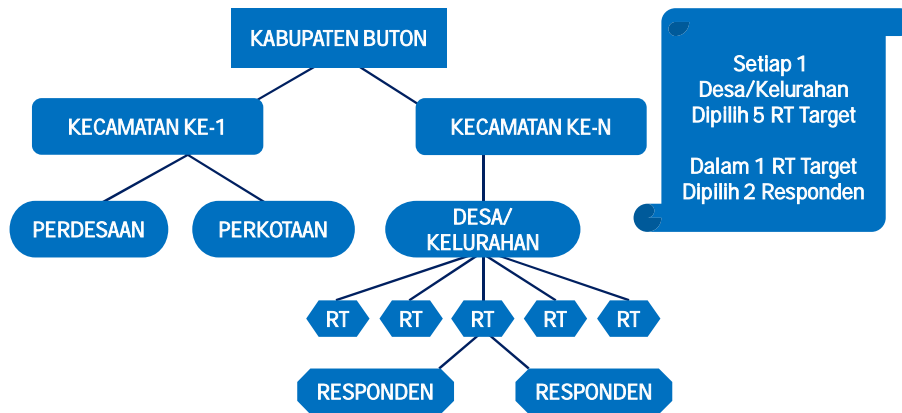 KABUPATEN BUTON
KECAMATAN KE-1
KECAMATAN KE-N
PERDESAAN
PERKOTAAN
DESA/
KELURAHAN
RT
RT
RT
RT
RT
RESPONDEN
RESPONDEN
Setiap 1
Desa/Kelurahan
Dipilih 5 RT Target
Dalam 1 RT Target
Dipilih 2 Responden